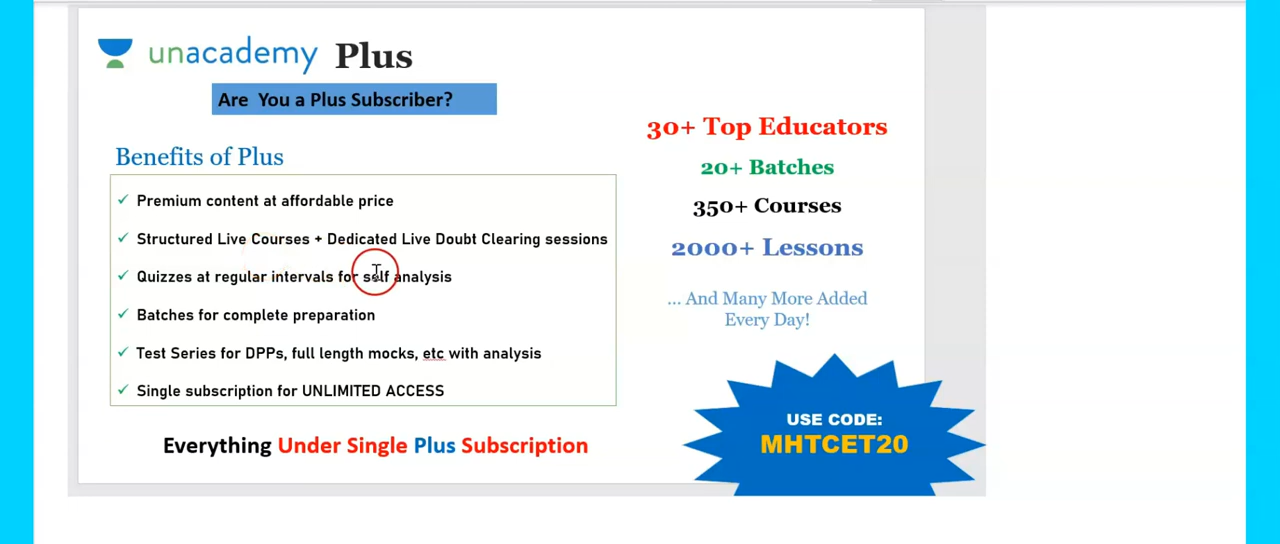 unacademy Plus
Are You a Plus Subscriber?
Benefits of Plus
Premium content at affordable price
Structured Live Courses + Dedicated Live Doubt Clearing sessions
Quizzes at regular intervals for self analysis
Batches for complete preparation
Test Series for DPPs, full length mocks, etc with analysis
Single subscription for UNLIMITED ACCESS
Everything Under Single Plus Subscription
30+ Top Educators
20+ Batches
350+ Courses
2000+ Lessons
... And Many More Added
Every Day!
USE CODE:
MHTCET20